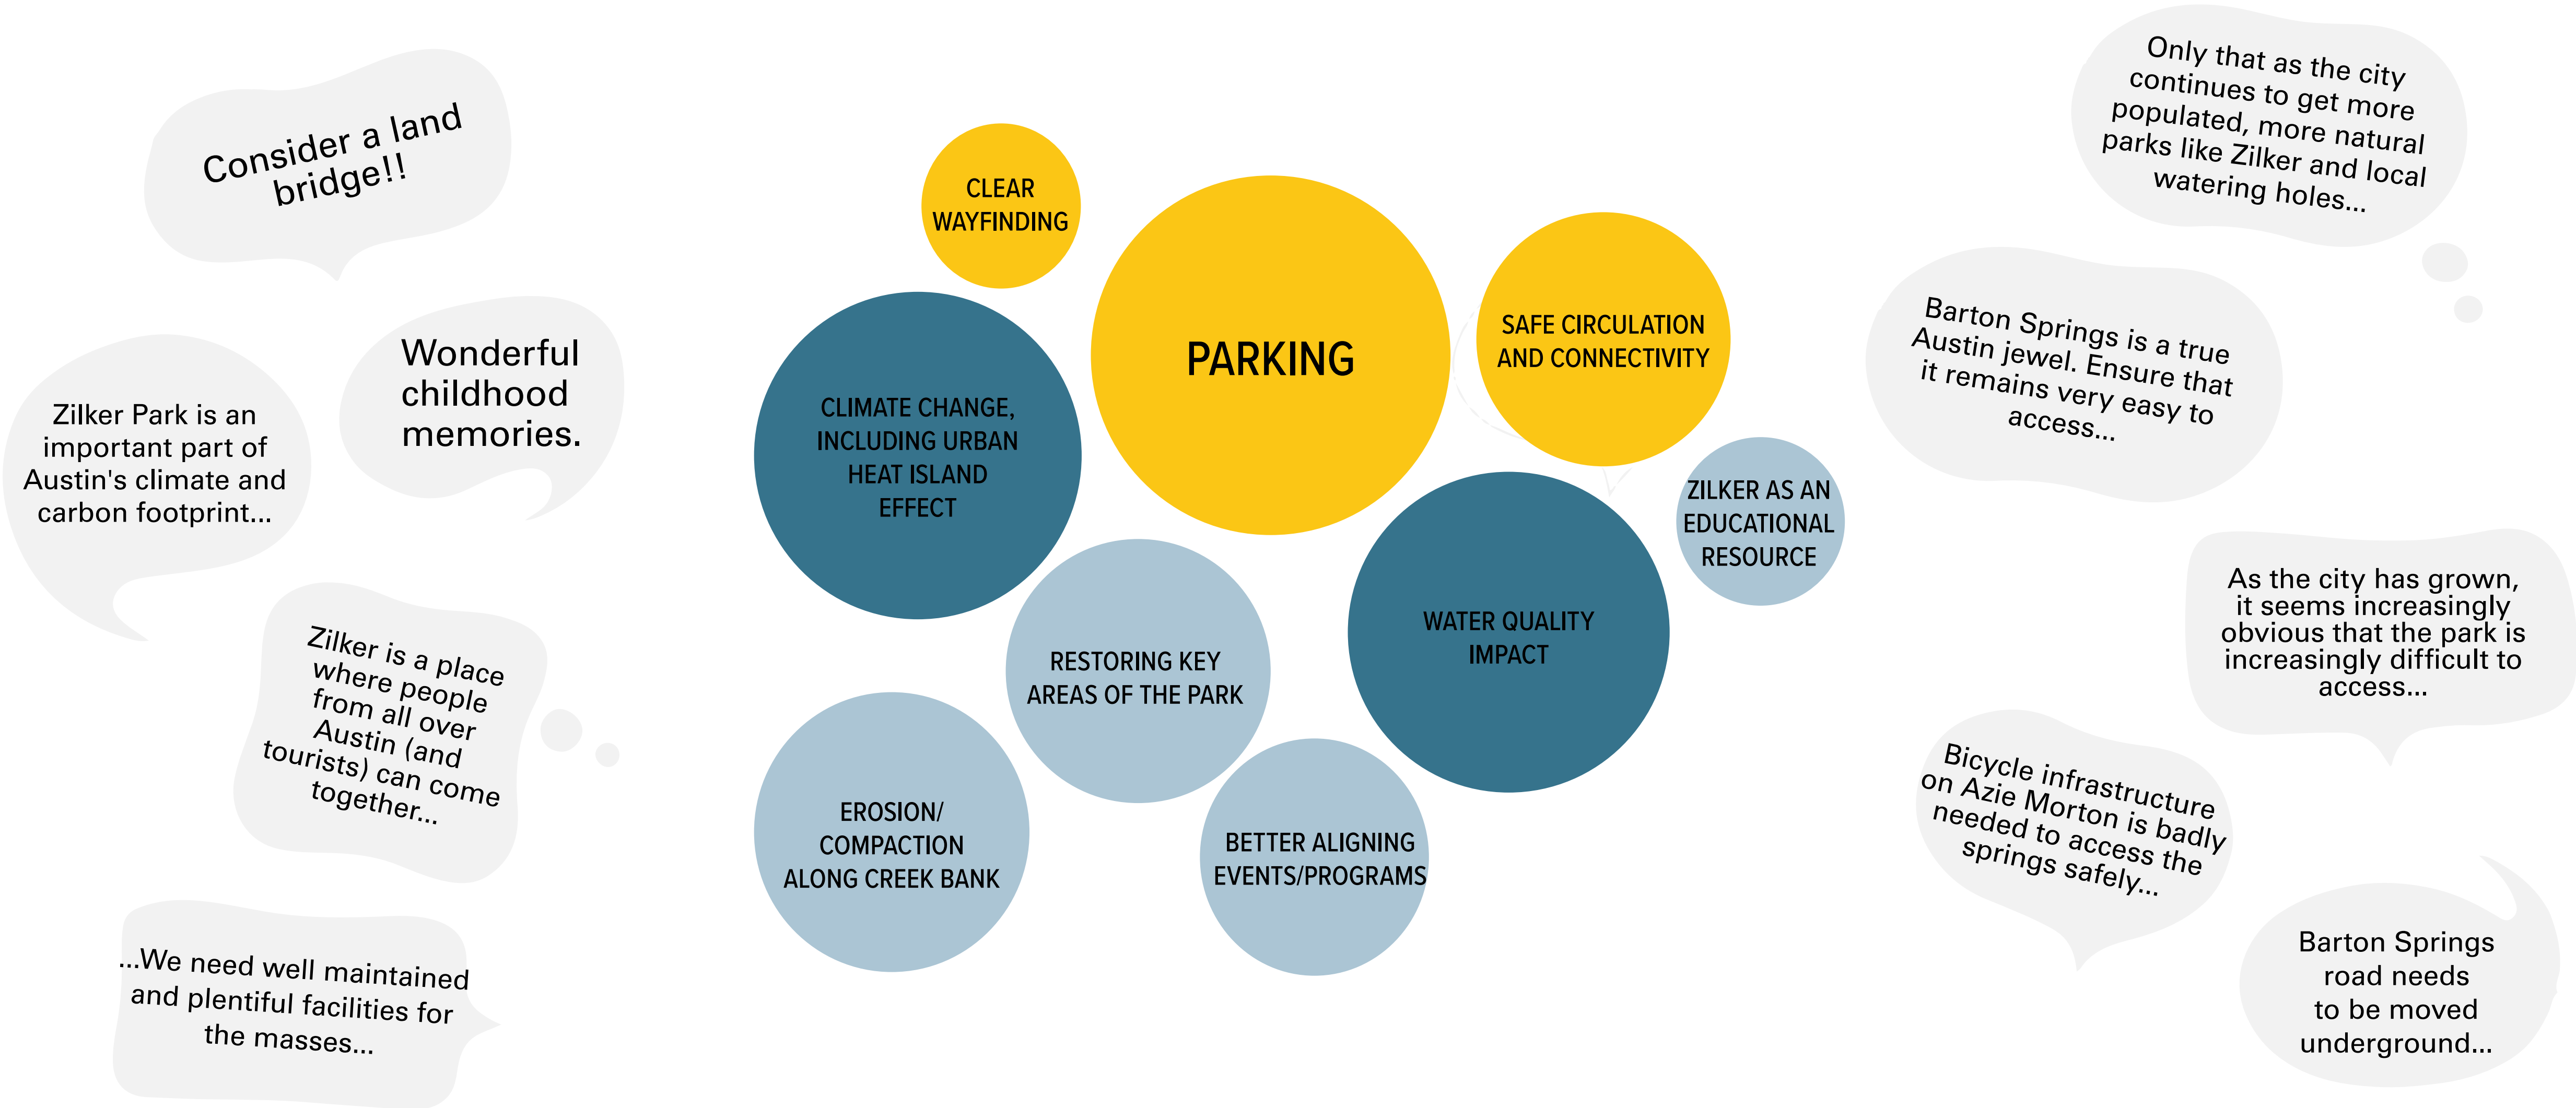 Consider a land
bridge!!
Wonderful
childhood
memories.
Zilker Park is an
important part of
Austin's climate and
carbon footprint...
Zilker is a place
where people
from all over
Austin (and
tourists) can come
together...
...We need well maintained
and plentiful facilities for
the masses...
CLEAR
WAYFINDING
PARKING
SAFE CIRCULATION
AND CONNECTIVITY
CLIMATE CHANGE,
INCLUDING URBAN
HEAT ISLAND
EFFECT
ZILKER AS AN
EDUCATIONAL
RESOURCE
WATER QUALITY
IMPACT
RESTORING KEY
AREAS OF THE PARK
EROSION/
COMPACTION
ALONG CREEK BANK
BETTER ALIGNING
EVENTS/PROGRAMS
Only that as the city
continues to get more
populated, more natural
parks like Zilker and local
watering holes...
Barton Springs is a true
Austin jewel. Ensure that
it remains very easy to
access...
As the city has grown,
it seems increasingly
obvious that the park is
increasingly difficult to
access...
Bicycle infrastructure
on Azie Morton is badly
needed to access the
springs safely...
Barton Springs
road needs
to be moved
underground...